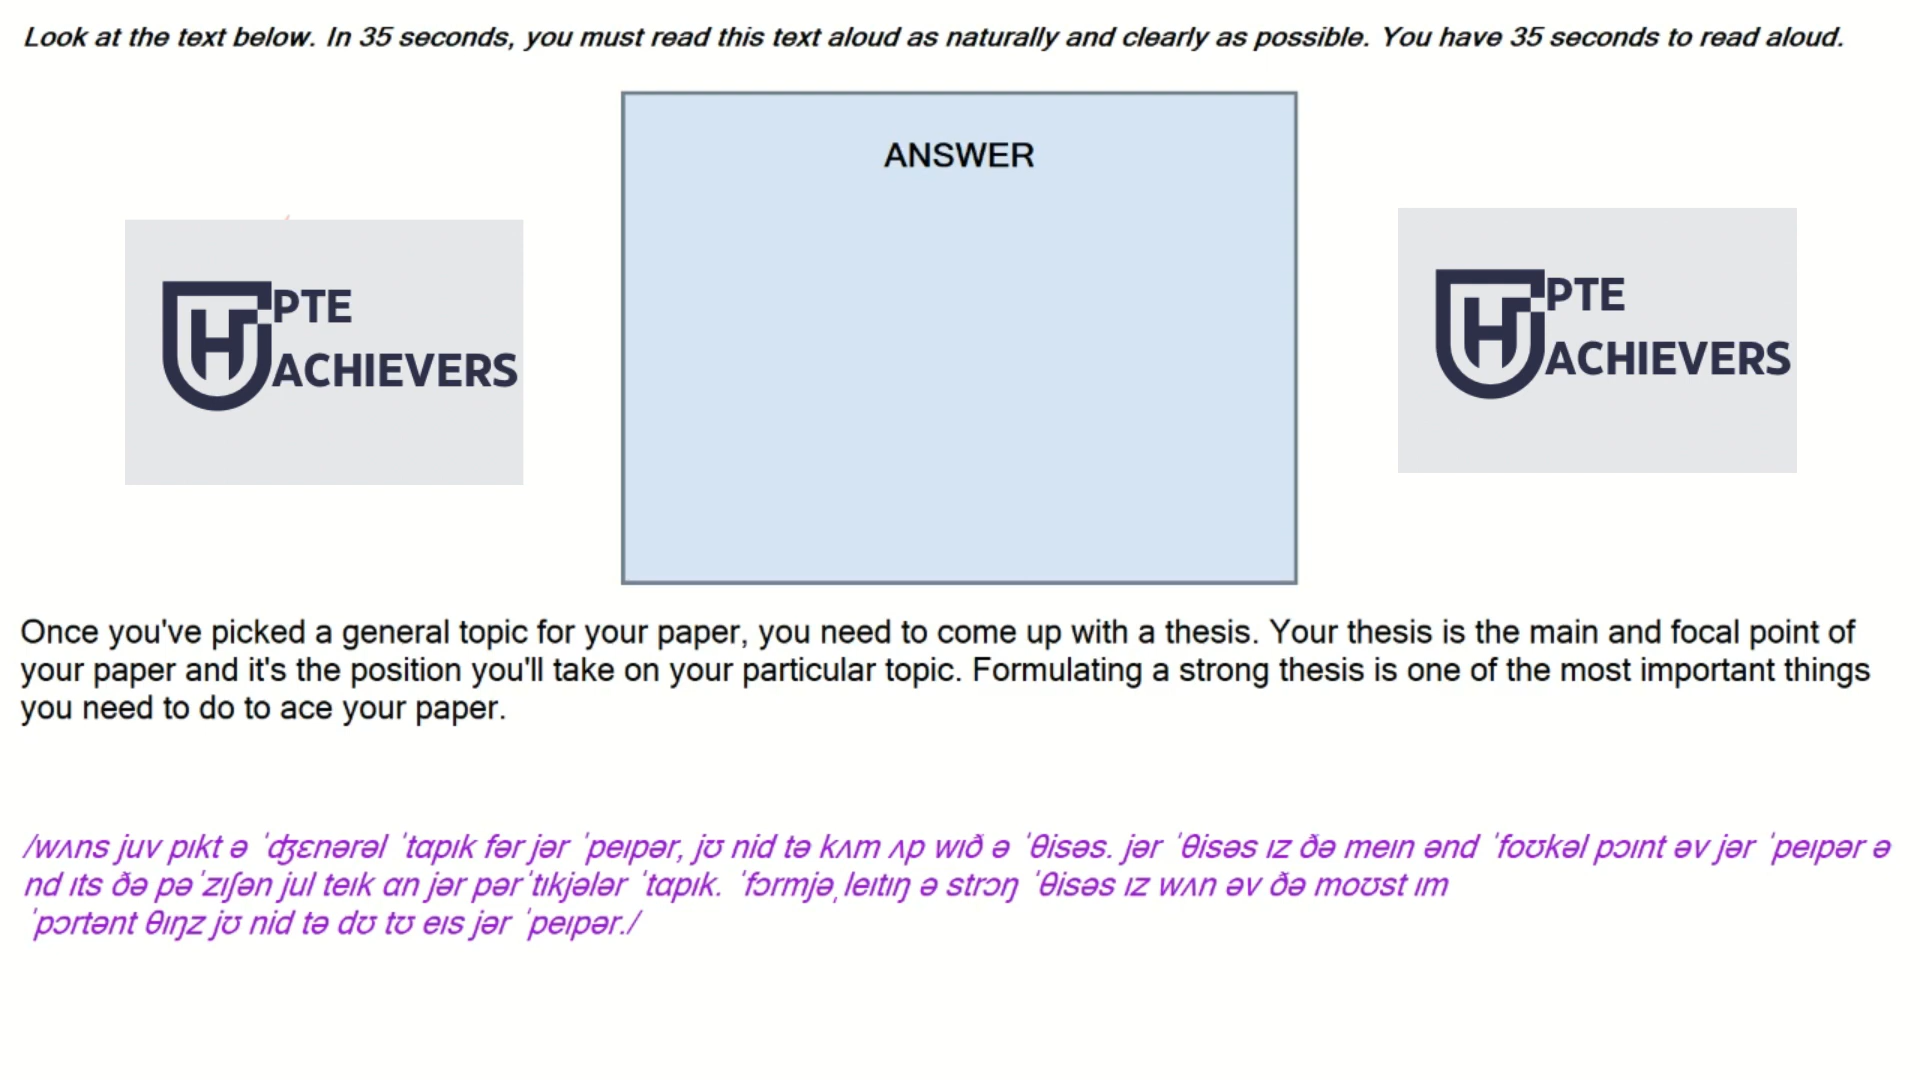 Look at the text below. In 35 seconds, you must read this text aloud as naturally and clearly as possible. You have 35 seconds to read aloud.
ANSWER
PTE
ACHIEVERS
PTE
ACHIEVERS
Once you've picked a general topic for your paper, you need to come up with a thesis. Your thesis is the main and focal point of
your paper and it's the position you'll take on your particular topic. Formulating a strong thesis is one of the most important things
you need to do to ace your paper.
/wʌns juv pɪkt ə ˈʤɛnərəl ˈtɑpɪk fər jər ˈpeɪpər, jʊ nid tə kʌm ʌp wɪð ə ˈθisəs. jər ˈθisəs ɪz ðə meɪn ənd ˈfoʊkəl pɔɪnt əv jər ˈpeɪpər ə
nd ɪts ðə pəˈzɪʃən jul teɪk ɑn jər pərˈtɪkjələr ˈtɑpɪk. ˈfɔrmjəˌleɪtɪŋ ə strɔŋ ˈθisəs ɪz wʌn əv ðə moʊst ɪm
ˈpɔrtənt θɪŋz jʊ nid tə dʊ tʊ eɪs jər ˈpeɪpər./